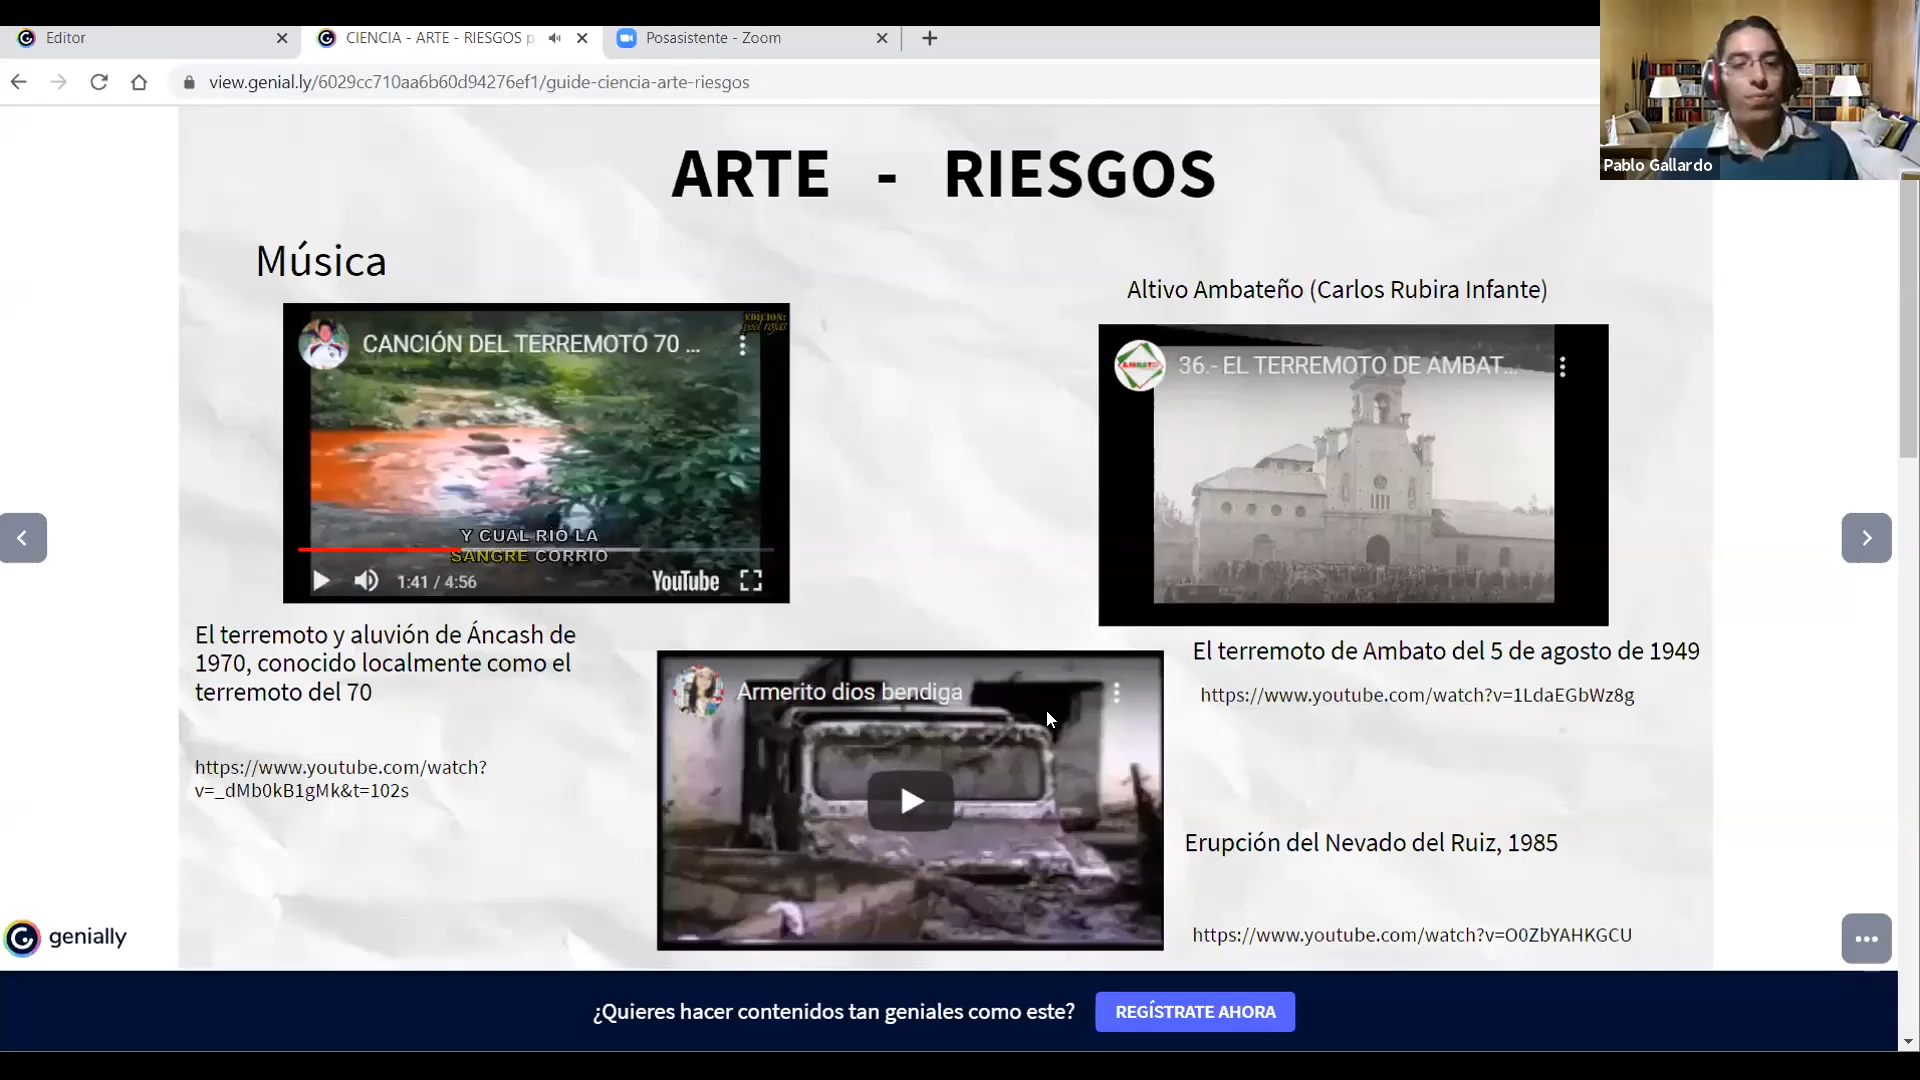 Editor
CIENCIA - ARTE - RIESGOS p
Posasistente - Zoom
view.genial.ly/6029cc710aa6b60d94276ef1/guide-ciencia-arte-riesgos
Pablo Gallardo
ARTE - RIESGOS
Música
CANCIÓN DEL TERREMOTO 70 ...
EDICION:
Y CUAL RIO LA
SANGRE CORRIO
1:41 / 4:56
YouTube
El terremoto y aluvión de Áncash de
1970, conocido localmente como el
terremoto del 70
https://www.youtube.com/watch?
v=_dMb0kB1gMk&t=102s
Altivo Ambateño (Carlos Rubira Infante)
36.- EL TERREMOTO DE AMBAT...
El terremoto de Ambato del 5 de agosto de 1949
https://www.youtube.com/watch?v=1LdaEGbWz8g
Armerito dios bendiga
Erupción del Nevado del Ruiz, 1985
https://www.youtube.com/watch?v=O0ZbYAHKGCU
genially
¿Quieres hacer contenidos tan geniales como este?
REGÍSTRATE AHORA